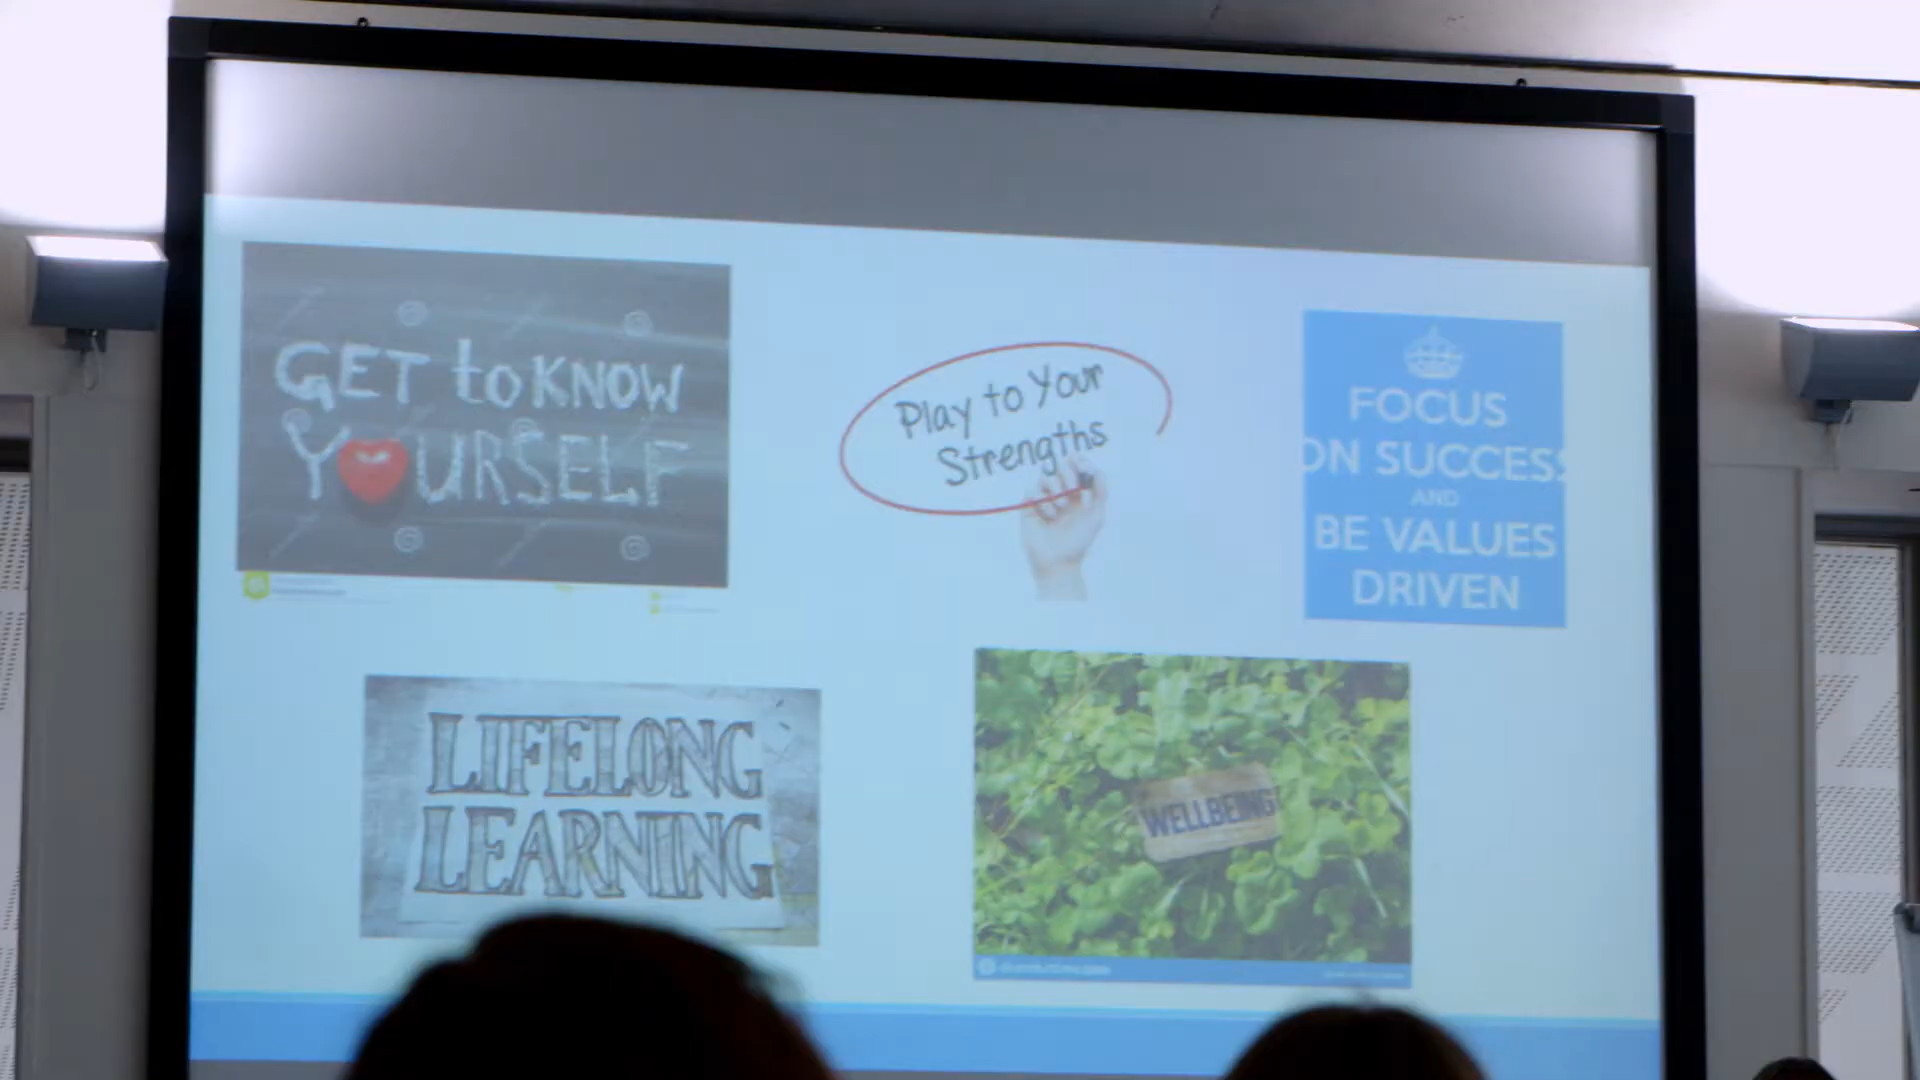 GET to KNOW
YOURSELF
Play to Your
Strengths
FOCUS
ON SUCCESS
AND
BE VALUES
DRIVEN
LIFELONG
LEARNING
WELLBEING